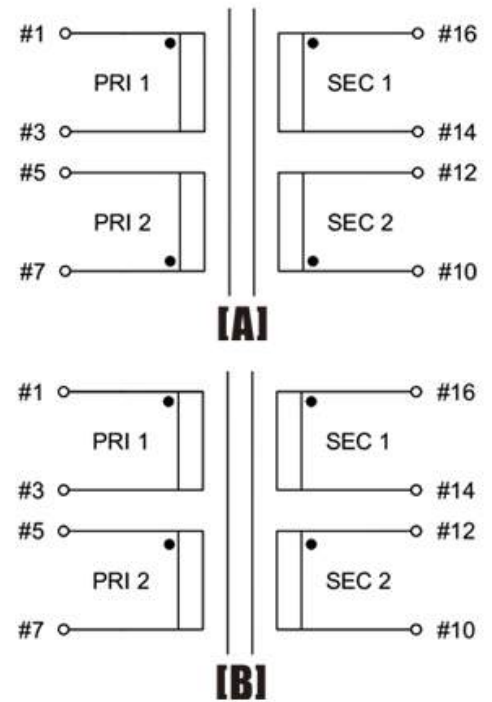 #1 #16
PRI 1 SEC 1
#3 #14
#5 #12
PRI 2 SEC 2
#7 #10
[A]
#1 #16
PRI 1 SEC 1
#3 #14
#5 #12
PRI 2 SEC 2
#7 #10
[B]